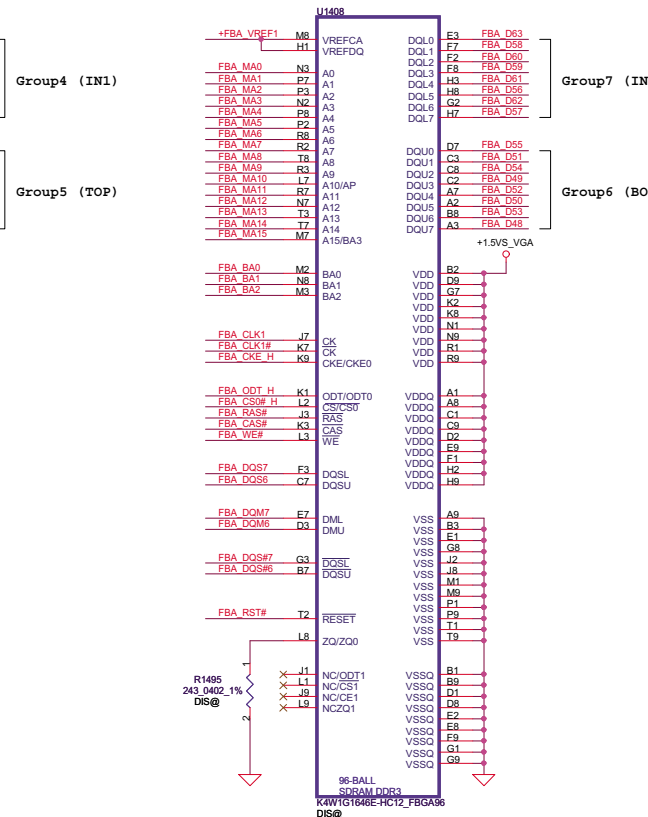 U1408
+FBA_VREF1 M8 VREFCA DQL0 E3 FBA_D63
H1 VREFDQ DQL1 F7 FBA_D58
DQL2 F2 FBA_D60
FBA_MA0 N3 A0 DQL3 F8 FBA_D59
Group4 (IN1)
FBA_MA1 P7 A1 DQL4 H3 FBA_D61
Group7 (IN
FBA_MA2 P3 A2 DQL5 H8 FBA_D56
FBA_MA3 N2 A3 DQL6 G2 FBA_D62
FBA_MA4 P8 A4 DQL7 H7 FBA_D57
FBA_MA5 P2 A5
FBA_MA6 R8 A6
FBA_MA7 R2 A7 DQU0 D7 FBA_D55
FBA_MA8 T8 A8 DQU1 C3 FBA_D51
FBA_MA9 R3 A9 DQU2 C8 FBA_D54
FBA_MA10 L7 A10/AP DQU3 C2 FBA_D49
FBA_MA11 R7 A11 DQU4 A7 FBA_D52
Group5 (TOP)
Group6 (BO
FBA_MA12 N7 A12 DQU5 A2 FBA_D50
FBA_MA13 T3 A13 DQU6 B8 FBA_D53
FBA_MA14 T7 A14 DQU7 A3 FBA_D48
FBA_MA15 M7 A15/BA3
+1.5VS_VGA
FBA_BA0 M2 BA0 VDD B2
FBA_BA1 N8 BA1 VDD D9
FBA_BA2 M3 BA2 VDD G7
VDD K2
VDD K8
VDD N1
FBA_CLK1 J7 CK VDD N9
FBA_CLK1# K7 CK VDD R1
FBA_CKE_H K9 CKE/CKE0 VDD R9
FBA_ODT_H K1 ODT/ODT0 VDDQ A1
FBA_CS0#_H L2 CS/CS0 VDDQ A8
FBA_RAS# J3 RAS VDDQ C1
FBA_CAS# K3 CAS VDDQ C9
FBA_WE# L3 WE VDDQ D2
VDDQ E9
VDDQ F1
FBA_DQS7 F3 DQSL VDDQ H2
FBA_DQS6 C7 DQSU VDDQ H9
FBA_DQM7 E7 DML VSS A9
FBA_DQM6 D3 DMU VSS B3
VSS E1
VSS G8
FBA_DQS#7 G3 DQSL VSS J2
FBA_DQS#6 B7 DQSU VSS J8
VSS M1
VSS M9
VSS P1
FBA_RST# T2 RESET VSS P9
VSS T1
L8 ZQ/ZQ0 VSS T9
1
J1 NC/ODT1 VSSQ B1
R1495
L1 NC/CS1 VSSQ B9
243_0402_1%
J9 NC/CE1 VSSQ D1
DIS@
L9 NCZQ1 VSSQ D8
2
VSSQ E2
VSSQ E8
VSSQ F9
VSSQ G1
VSSQ G9
96-BALL
SDRAM DDR3
K4W1G1646E-HC12_FBGA96
DIS@